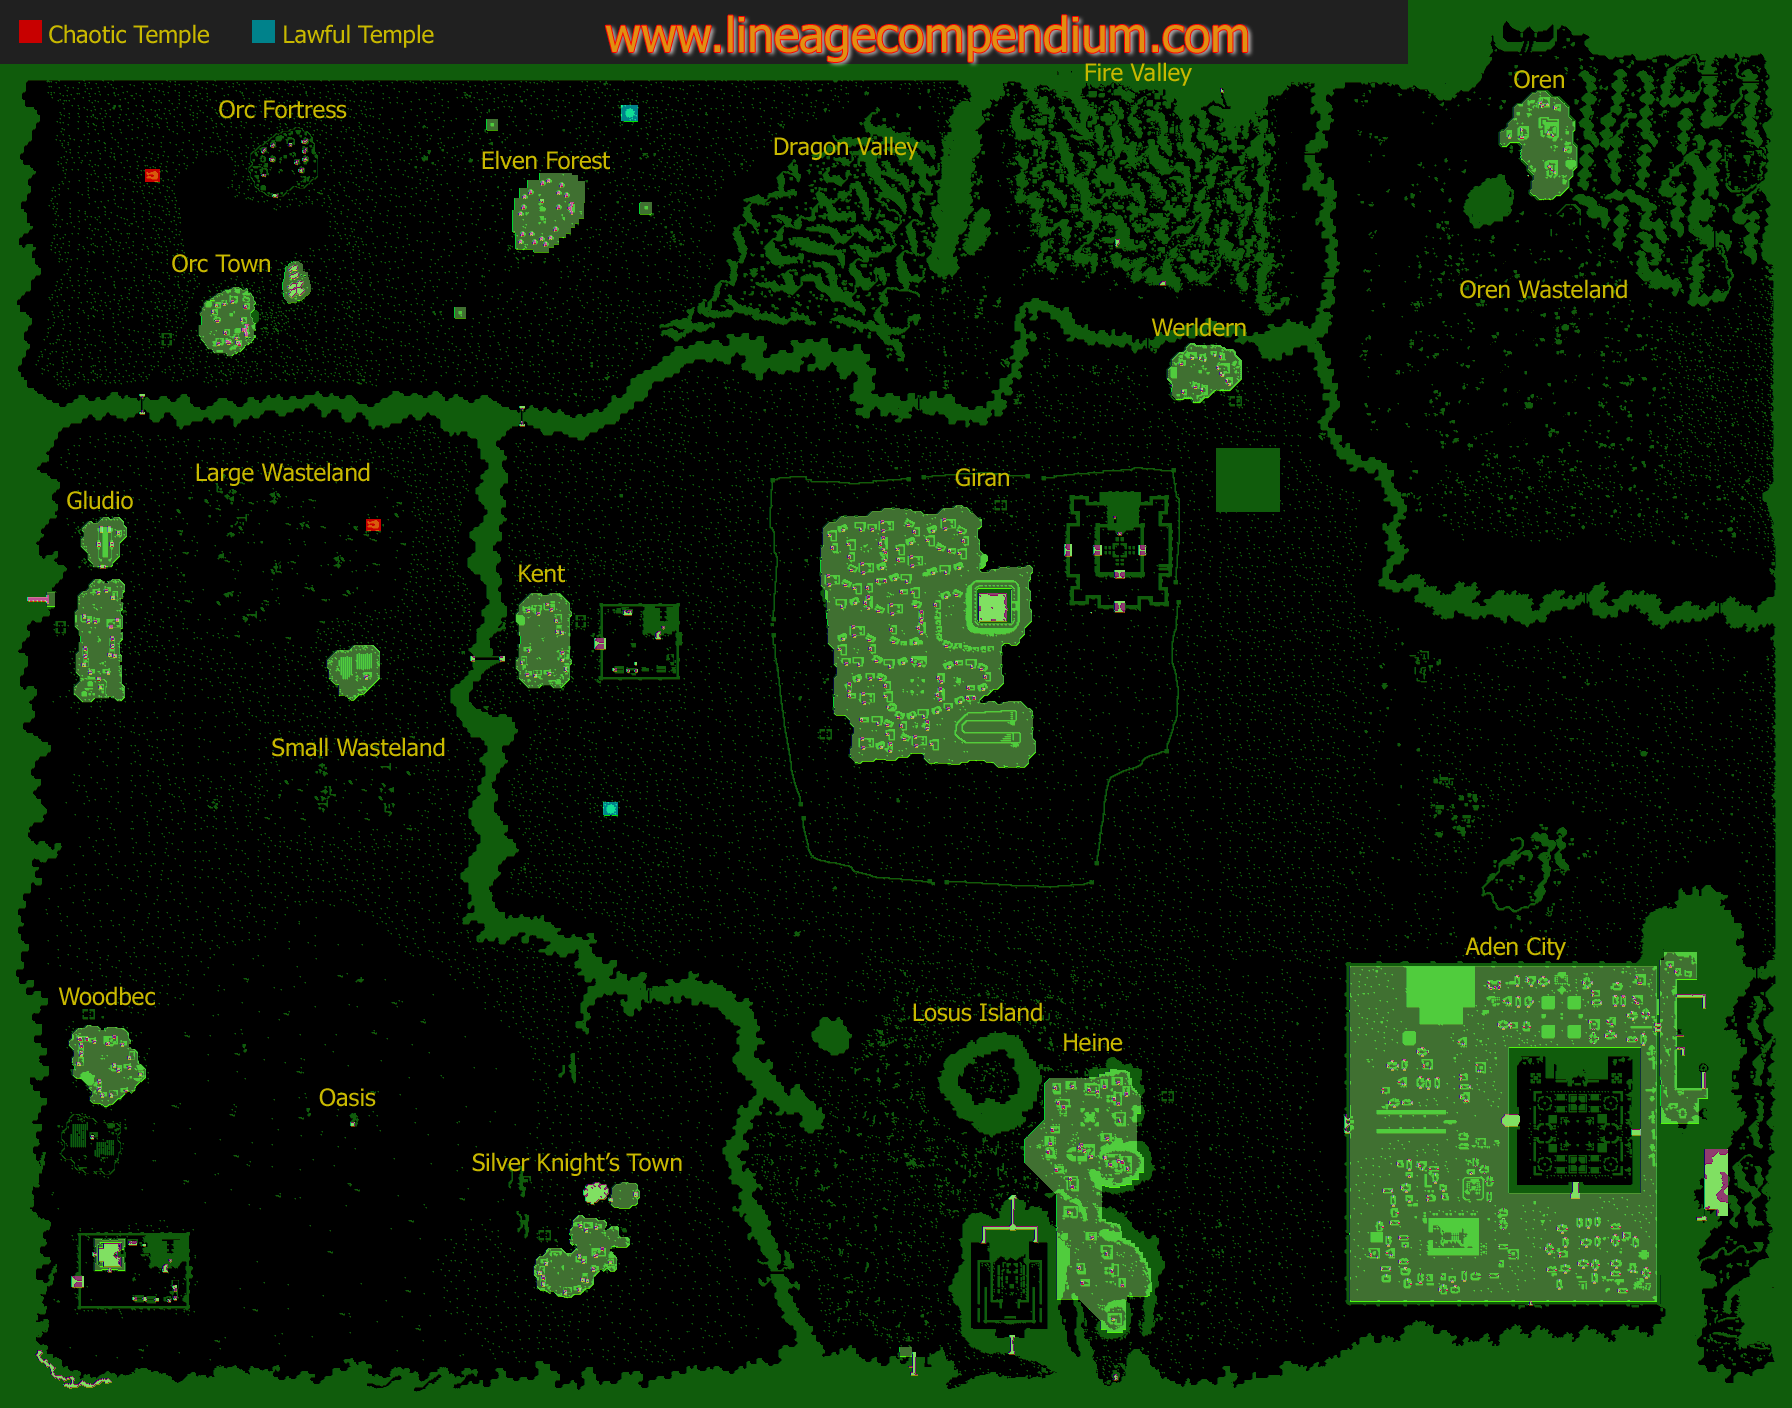 Chaotic Temple
Lawful Temple
www.lineagecompendium.com
Fire Valley
Oren
Orc Fortress
Dragon Valley
Elven Forest
Orc Town
Oren Wasteland
Werldern
Large Wasteland
Giran
Gludio
Kent
Small Wasteland
Aden City
Woodbec
Losus Island
Heine
Oasis
Silver Knight's Town